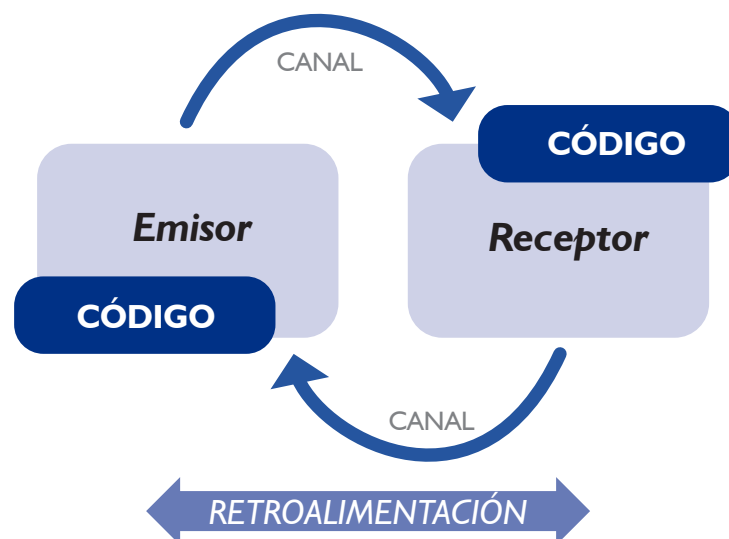 CANAL
CÓDIGO
Emisor
Receptor
CÓDIGO
CANAL
RETROALIMENTACIÓN